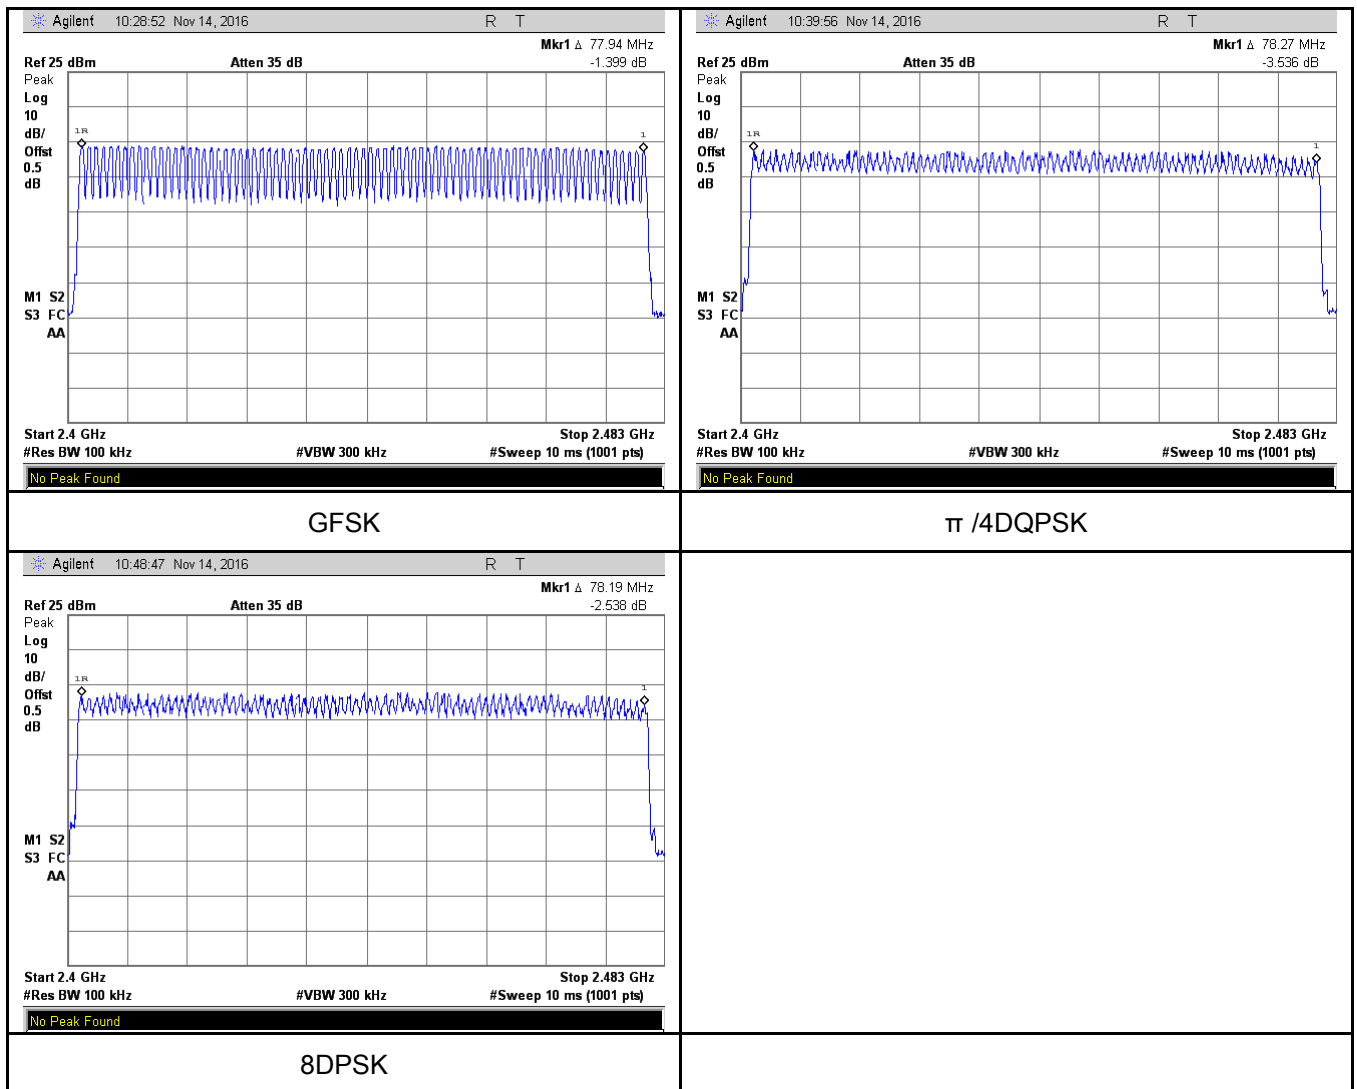 Agilent 10:28:52 Nov 14, 2016 R T
Mkr1 Δ 77.94 MHz
Ref 25 dBm Atten 35 dB -1.399 dB
Peak
Log
10
dB/
Offst
0.5
dB
1R
1
M1 S2
S3 FC
AA
Start 2.4 GHz Stop 2.483 GHz
#Res BW 100 kHz #VBW 300 kHz #Sweep 10 ms (1001 pts)
No Peak Found
GFSK
Agilent 10:39:56 Nov 14, 2016 R T
Mkr1 Δ 78.27 MHz
Ref 25 dBm Atten 35 dB -3.536 dB
Peak
Log
10
dB/
Offst
0.5
dB
1R
1
M1 S2
S3 FC
AA
Start 2.4 GHz Stop 2.483 GHz
#Res BW 100 kHz #VBW 300 kHz #Sweep 10 ms (1001 pts)
No Peak Found
π /4DQPSK
Agilent 10:48:47 Nov 14, 2016 R T
Mkr1 Δ 78.19 MHz
Ref 25 dBm Atten 35 dB -2.538 dB
Peak
Log
10
dB/
Offst
0.5
dB
1R
1
M1 S2
S3 FC
AA
Start 2.4 GHz Stop 2.483 GHz
#Res BW 100 kHz #VBW 300 kHz #Sweep 10 ms (1001 pts)
No Peak Found
8DPSK